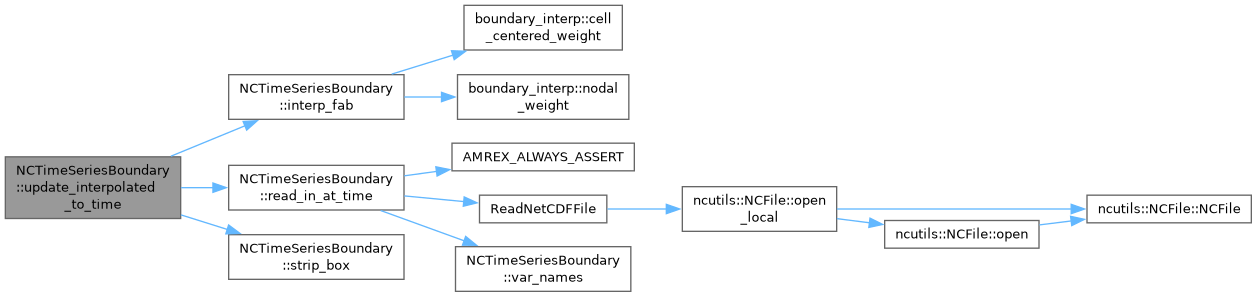 NCTimeSeriesBoundary
::update_interpolated
_to_time
NCTimeSeriesBoundary
::interp_fab
boundary_interp::cell
_centered_weight
boundary_interp::nodal
_weight
NCTimeSeriesBoundary
::read_in_at_time
AMREX_ALWAYS_ASSERT
ReadNetCDFFile
ncutils::NCFile::open
_local
ncutils::NCFile::open
ncutils::NCFile::NCFile
NCTimeSeriesBoundary
::var_names
NCTimeSeriesBoundary
::strip_box